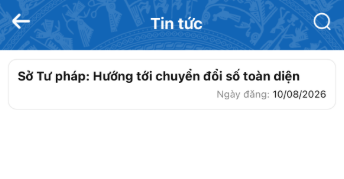 Tin tức
Sở Tư pháp: Hướng tới chuyển đổi số toàn diện
Ngày đăng: 10/08/2026